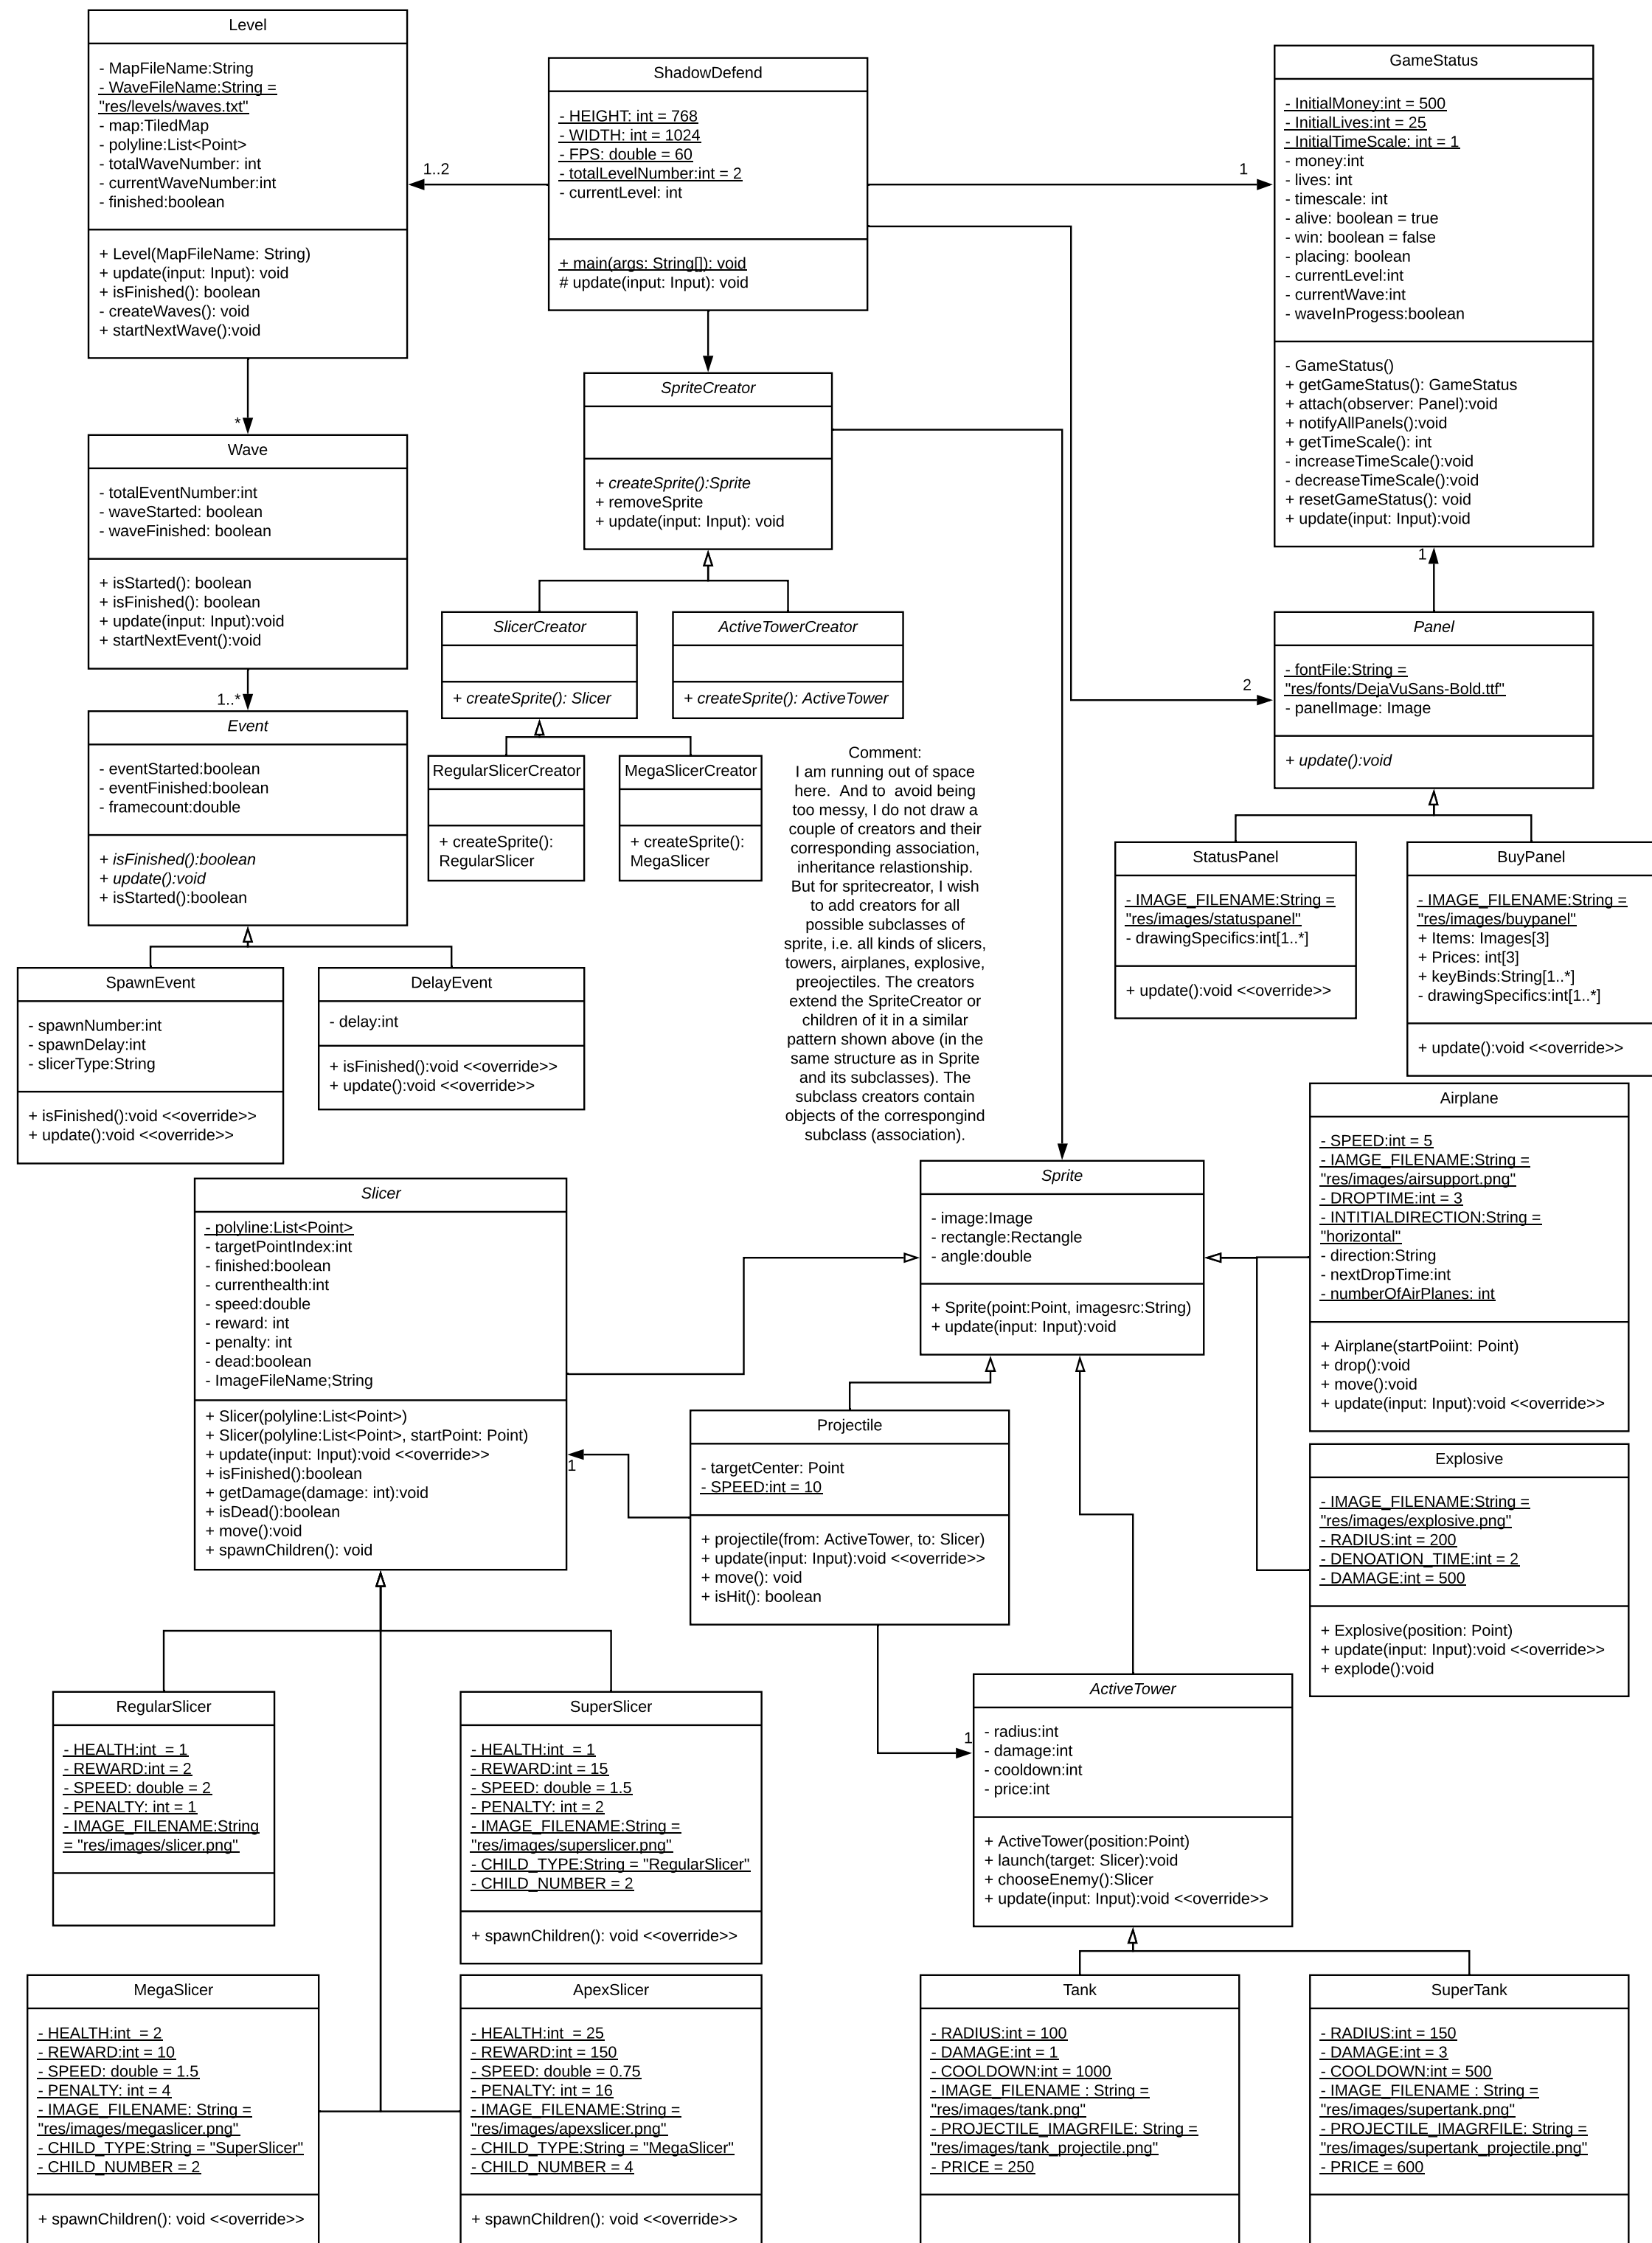 Level
- MapFileName:String
- WaveFileName:String =
"res/levels/waves.txt"
- map:TiledMap
- polyline:List<Point>
- totalWaveNumber: int
- currentWaveNumber:int
- finished:boolean
+ Level(MapFileName: String)
+ update(input: Input): void
+ isFinished(): boolean
- createWaves(): void
+ startNextWave():void
1..2
ShadowDefend
- HEIGHT: int = 768
- WIDTH: int = 1024
- FPS: double = 60
- totalLevelNumber:int = 2
- currentLevel: int
+ main(args: String[]): void
# update(input: Input): void
1
GameStatus
- InitialMoney:int = 500
- InitialLives:int = 25
- InitialTimeScale: int = 1
- money:int
- lives: int
- timescale: int
- alive: boolean = true
- win: boolean = false
- placing: boolean
- currentLevel:int
- currentWave:int
- waveInProgess:boolean
- GameStatus()
+ getGameStatus(): GameStatus
+ attach(observer: Panel):void
+ notifyAllPanels():void
+ getTimeScale(): int
- increaseTimeScale():void
- decreaseTimeScale():void
+ resetGameStatus(): void
+ update(input: Input):void
1
SpriteCreator
+ createSprite():Sprite
+ removeSprite
+ update(input: Input): void
*
Wave
- totalEventNumber:int
- waveStarted: boolean
- waveFinished: boolean
+ isStarted(): boolean
+ isFinished(): boolean
+ update(input: Input):void
+ startNextEvent():void
1..*
SlicerCreator
+ createSprite(): Slicer
ActiveTowerCreator
+ createSprite(): ActiveTower
2
Panel
- fontFile:String =
"res/fonts/DejaVuSans-Bold.ttf"
- panelImage: Image
+ update():void
Event
- eventStarted:boolean
- eventFinished:boolean
- framecount:double
+ isFinished():boolean
+ update():void
+ isStarted():boolean
RegularSlicerCreator
+ createSprite():
RegularSlicer
MegaSlicerCreator
+ createSprite():
MegaSlicer
Comment:
I am running out of space
here.  And to  avoid being
too messy, I do not draw a
couple of creators and their
corresponding association,
inheritance relastionship.
But for spritecreator, I wish
to add creators for all
possible subclasses of
sprite, i.e. all kinds of slicers,
towers, airplanes, explosive,
preojectiles. The creators
extend the SpriteCreator or
children of it in a similar
pattern shown above (in the
same structure as in Sprite
and its subclasses). The
subclass creators contain
objects of the correspongind
subclass (association).
StatusPanel
- IMAGE_FILENAME:String =
"res/images/statuspanel"
- drawingSpecifics:int[1..*]
+ update():void <<override>>
BuyPanel
- IMAGE_FILENAME:String =
"res/images/buypanel"
+ Items: Images[3]
+ Prices: int[3]
+ keyBinds:String[1..*]
- drawingSpecifics:int[1..*]
+ update():void <<override>>
SpawnEvent
- spawnNumber:int
- spawnDelay:int
- slicerType:String
+ isFinished():void <<override>>
+ update():void <<override>>
DelayEvent
- delay:int
+ isFinished():void <<override>>
+ update():void <<override>>
Airplane
- SPEED:int = 5
- IAMGE_FILENAME:String =
"res/images/airsupport.png"
- DROPTIME:int = 3
- INTITIALDIRECTION:String =
"horizontal"
- direction:String
- nextDropTime:int
- numberOfAirPlanes: int
+ Airplane(startPoiint: Point)
+ drop():void
+ move():void
+ update(input: Input):void <<override>>
Sprite
- image:Image
- rectangle:Rectangle
- angle:double
+ Sprite(point:Point, imagesrc:String)
+ update(input: Input):void
Slicer
- polyline:List<Point>
- targetPointIndex:int
- finished:boolean
- currenthealth:int
- speed:double
- reward: int
- penalty: int
- dead:boolean
- ImageFileName;String
+ Slicer(polyline:List<Point>)
+ Slicer(polyline:List<Point>, startPoint: Point)
+ update(input: Input):void <<override>>
+ isFinished():boolean
+ getDamage(damage: int):void
+ isDead():boolean
+ move():void
+ spawnChildren(): void
1
Projectile
- targetCenter: Point
- SPEED:int = 10
+ projectile(from: ActiveTower, to: Slicer)
+ update(input: Input):void <<override>>
+ move(): void
+ isHit(): boolean
Explosive
- IMAGE_FILENAME:String =
"res/images/explosive.png"
- RADIUS:int = 200
- DENOATION_TIME:int = 2
- DAMAGE:int = 500
+ Explosive(position: Point)
+ update(input: Input):void <<override>>
+ explode():void
1
ActiveTower
- radius:int
- damage:int
- cooldown:int
- price:int
+ ActiveTower(position:Point)
+ launch(target: Slicer):void
+ chooseEnemy():Slicer
+ update(input: Input):void <<override>>
RegularSlicer
- HEALTH:int  = 1
- REWARD:int = 2
- SPEED: double = 2
- PENALTY: int = 1
- IMAGE_FILENAME:String
= "res/images/slicer.png"
SuperSlicer
- HEALTH:int  = 1
- REWARD:int = 15
- SPEED: double = 1.5
- PENALTY: int = 2
- IMAGE_FILENAME:String =
"res/images/superslicer.png"
- CHILD_TYPE:String = "RegularSlicer"
- CHILD_NUMBER = 2
+ spawnChildren(): void <<override>>
MegaSlicer
- HEALTH:int  = 2
- REWARD:int = 10
- SPEED: double = 1.5
- PENALTY: int = 4
- IMAGE_FILENAME: String =
"res/images/megaslicer.png"
- CHILD_TYPE:String = "SuperSlicer"
- CHILD_NUMBER = 2
+ spawnChildren(): void <<override>>
ApexSlicer
- HEALTH:int  = 25
- REWARD:int = 150
- SPEED: double = 0.75
- PENALTY: int = 16
- IMAGE_FILENAME:String =
"res/images/apexslicer.png"
- CHILD_TYPE:String = "MegaSlicer"
- CHILD_NUMBER = 4
+ spawnChildren(): void <<override>>
Tank
- RADIUS:int = 100
- DAMAGE:int = 1
- COOLDOWN:int = 1000
- IMAGE_FILENAME : String =
"res/images/tank.png"
- PROJECTILE_IMAGRFILE: String =
"res/images/tank_projectile.png"
- PRICE = 250
SuperTank
- RADIUS:int = 150
- DAMAGE:int = 3
- COOLDOWN:int = 500
- IMAGE_FILENAME : String =
"res/images/supertank.png"
- PROJECTILE_IMAGRFILE: String =
"res/images/supertank_projectile.png"
- PRICE = 600